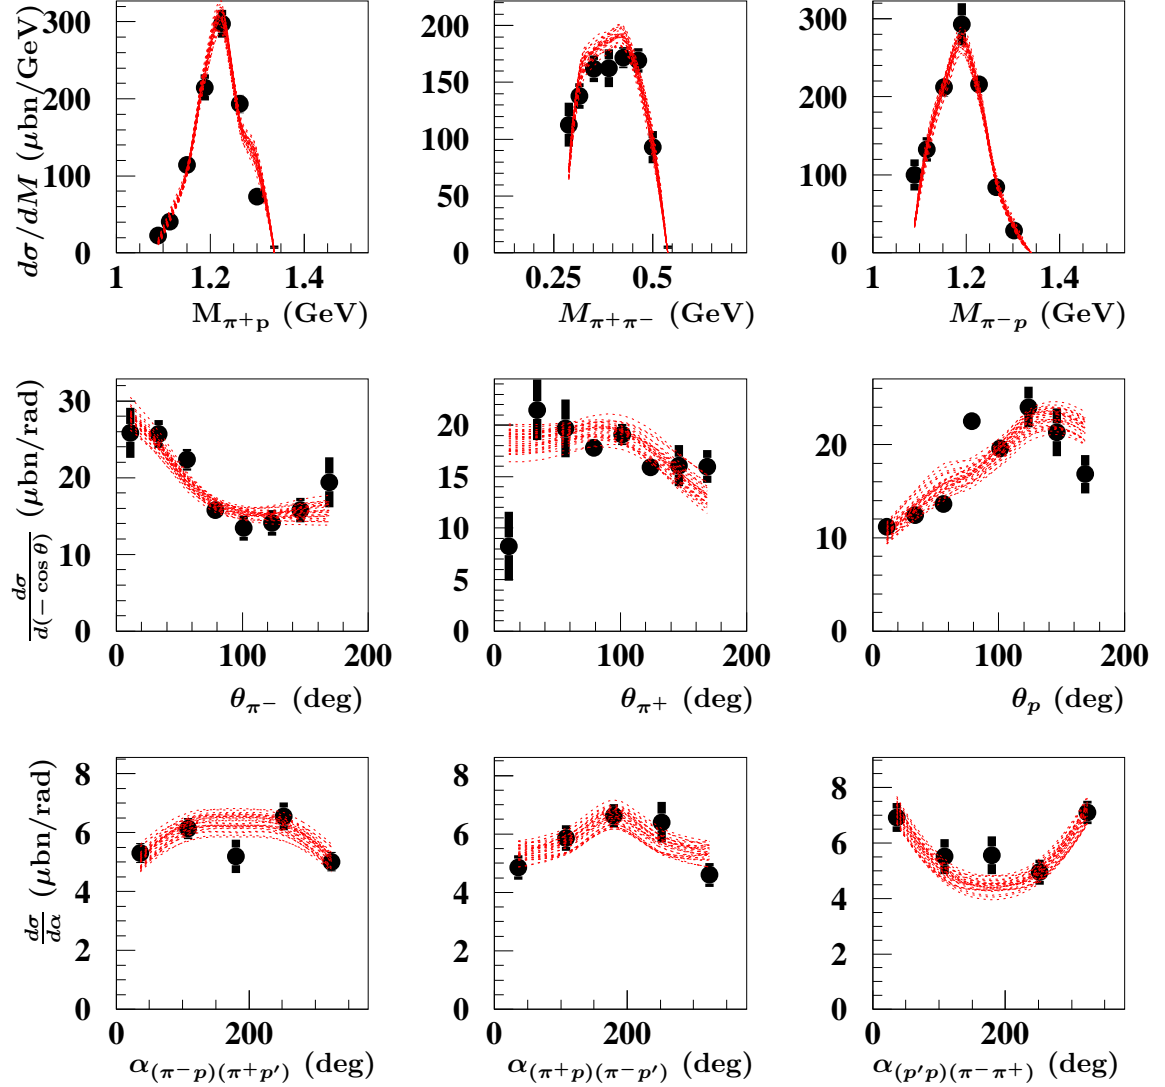 dσ/dM (μbn/GeV)
300
200
100
0
1 1.2 1.4
M_{π+p} (GeV)
200
150
100
50
0
0.25 0.5
M_{π+π−} (GeV)
300
200
100
0
1 1.2 1.4
M_{π−p} (GeV)
dσ/d(− cos θ) (μbn/rad)
30
20
10
0
0 100 200
θ_{π−} (deg)
20
15
10
5
0
0 100 200
θ_{π+} (deg)
20
10
0
0 100 200
θ_p (deg)
dσ/dα (μbn/rad)
8
6
4
2
0
0 200
α_{(π−p)(π+p′)} (deg)
8
6
4
2
0
0 200
α_{(π+p)(π−p′)} (deg)
8
6
4
2
0
0 200
α_{(p′p)(π−π+)} (deg)